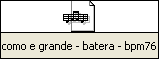 como e grande - batera - bpm76